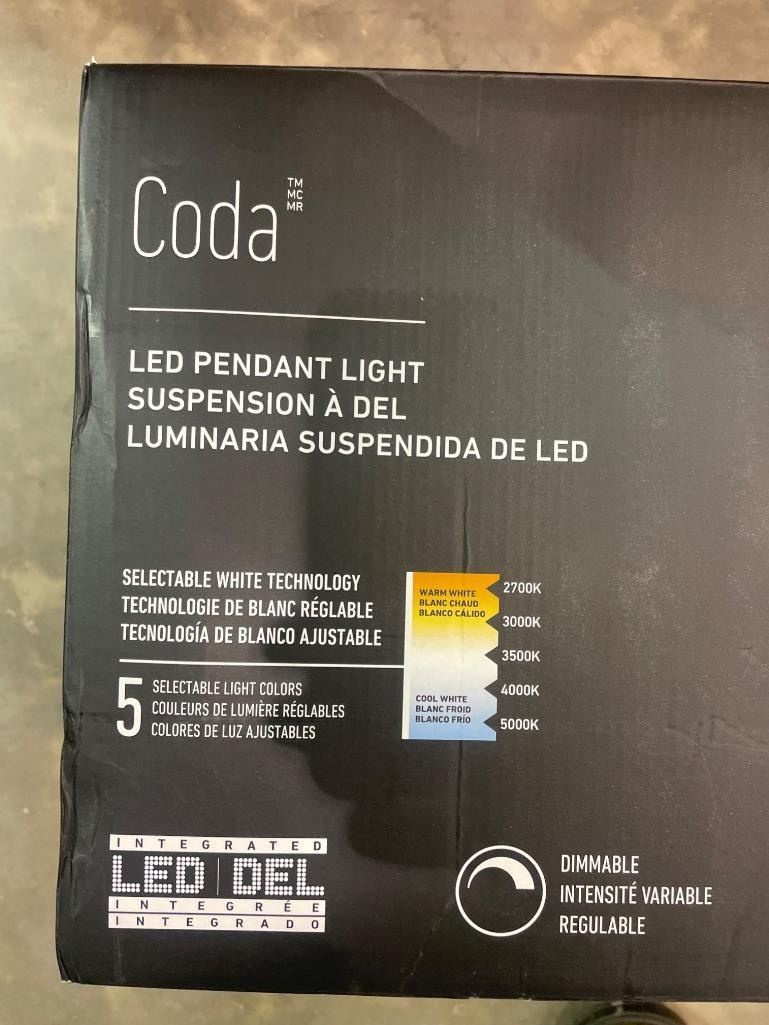 Coda™
MC
MR
LED PENDANT LIGHT
SUSPENSION À DEL
LUMINARIA SUSPENDIDA DE LED
SELECTABLE WHITE TECHNOLOGY
TECHNOLOGIE DE BLANC RÉGLABLE
TECNOLOGÍA DE BLANCO AJUSTABLE
5 SELECTABLE LIGHT COLORS
COULEURS DE LUMIÈRE RÉGLABLES
COLORES DE LUZ AJUSTABLES
WARM WHITE
BLANC CHAUD
BLANCO CÁLIDO
COOL WHITE
BLANC FROID
BLANCO FRÍO
2700K
3000K
3500K
4000K
5000K
INTEGRATED
LED | DEL
INTEGRÉE
INTEGRADO
DIMMABLE
INTENSITÉ VARIABLE
REGULABLE